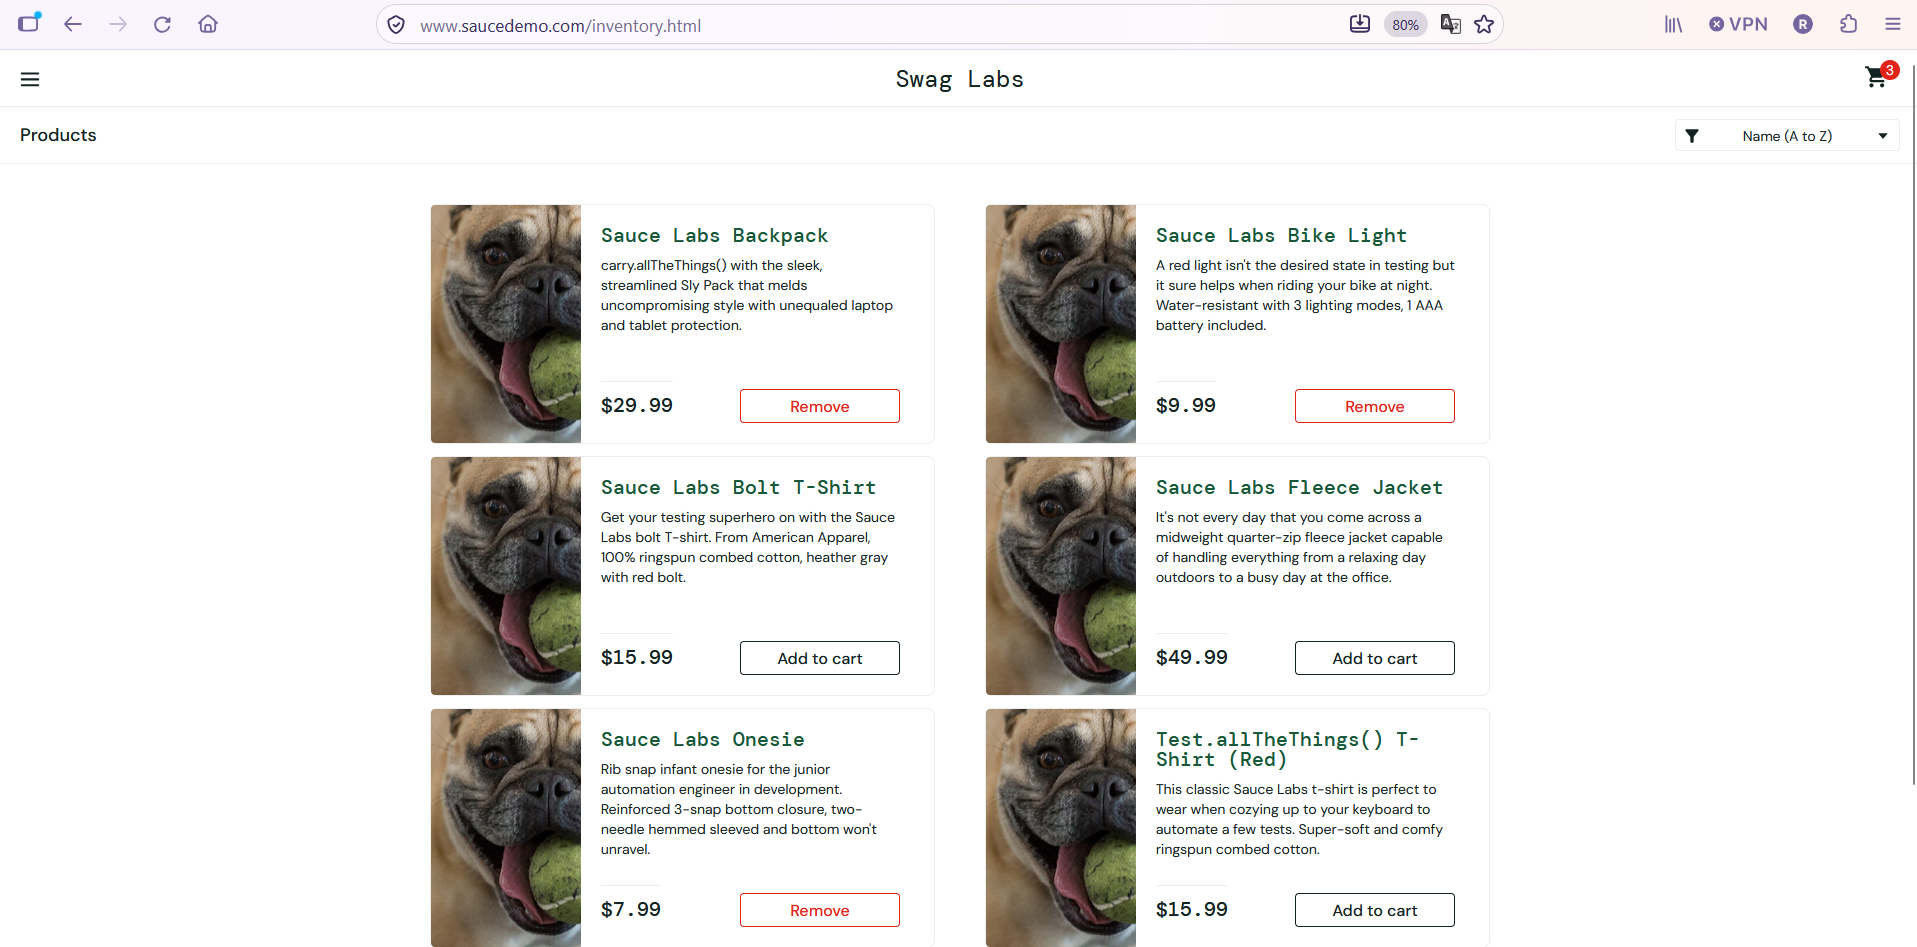 www.saucedemo.com/inventory.html
80%
VPN
R
Swag Labs
3
Products
Name (A to Z)
Sauce Labs Backpack
carry.allTheThings() with the sleek,
streamlined Sly Pack that melds
uncompromising style with unequaled laptop
and tablet protection.
$29.99
Remove
Sauce Labs Bike Light
A red light isn't the desired state in testing but
it sure helps when riding your bike at night.
Water-resistant with 3 lighting modes, 1 AAA
battery included.
$9.99
Remove
Sauce Labs Bolt T-Shirt
Get your testing superhero on with the Sauce
Labs bolt T-shirt. From American Apparel,
100% ringspun combed cotton, heather gray
with red bolt.
$15.99
Add to cart
Sauce Labs Fleece Jacket
It's not every day that you come across a
midweight quarter-zip fleece jacket capable
of handling everything from a relaxing day
outdoors to a busy day at the office.
$49.99
Add to cart
Sauce Labs Onesie
Rib snap infant onesie for the junior
automation engineer in development.
Reinforced 3-snap bottom closure, two-
needle hemmed sleeved and bottom won't
unravel.
$7.99
Remove
Test.allTheThings() T-
Shirt (Red)
This classic Sauce Labs t-shirt is perfect to
wear when cozying up to your keyboard to
automate a few tests. Super-soft and comfy
ringspun combed cotton.
$15.99
Add to cart